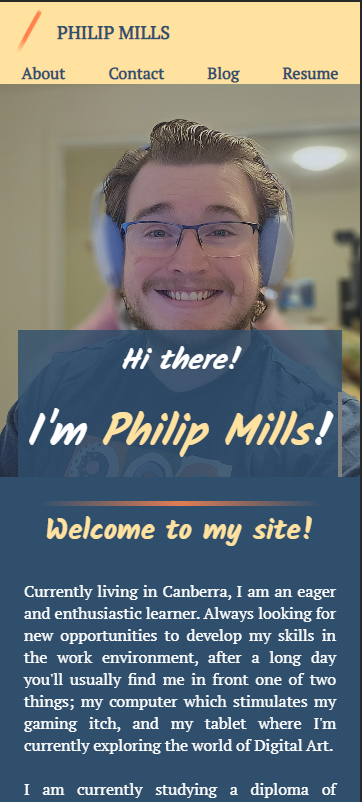 PHILIP MILLS
About Contact Blog Resume
Hi there!
I'm Philip Mills!
Welcome to my site!
Currently living in Canberra, I am an eager
and enthusiastic learner. Always looking for
new opportunities to develop my skills in
the work environment, after a long day
you'll usually find me in front one of two
things; my computer which stimulates my
gaming itch, and my tablet where I'm
currently exploring the world of Digital Art.
I am currently studying a diploma of